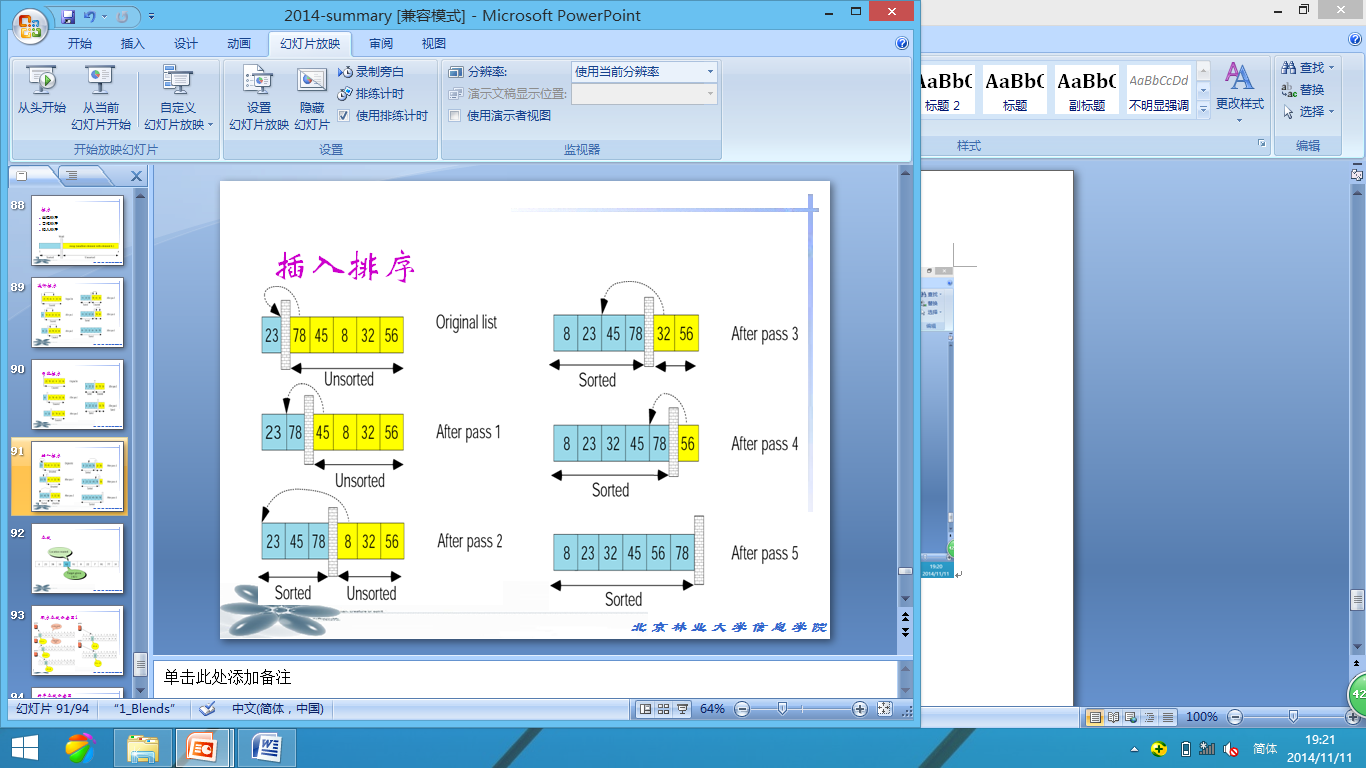 2014-summary [兼容模式] - Microsoft PowerPoint
开始 插入 设计 动画 幻灯片放映 审阅 视图
从头开始
从当前
幻灯片开始
自定义
幻灯片放映
开始放映幻灯片
设置
幻灯片放映
隐藏
幻灯片
录制旁白
排练计时
使用排练计时
设置
分辨率:
使用当前分辨率
演示文稿显示位置:
使用演示者视图
监视器
AaBbC
标题 2
AaBbC
标题
AaBbC
副标题
AaBbCcDd
不明显强调
更改样式
样式
查找
替换
选择
编辑
88
89
90
91
92
93
94
插入排序
23 78 45 8 32 56
Original list
Unsorted
23 78 45 8 32 56
After pass 1
Unsorted
23 45 78 8 32 56
After pass 2
Sorted Unsorted
8 23 45 78 32 56
After pass 3
Sorted
8 23 32 45 78 56
After pass 4
Sorted
8 23 32 45 56 78
After pass 5
Sorted
北京林业大学信息学院
单击此处添加备注
幻灯片 91/94 "1_Blends" 中文(简体，中国) 64%
100%
42
19:20
2014/11/11
简体
19:21
2014/11/11